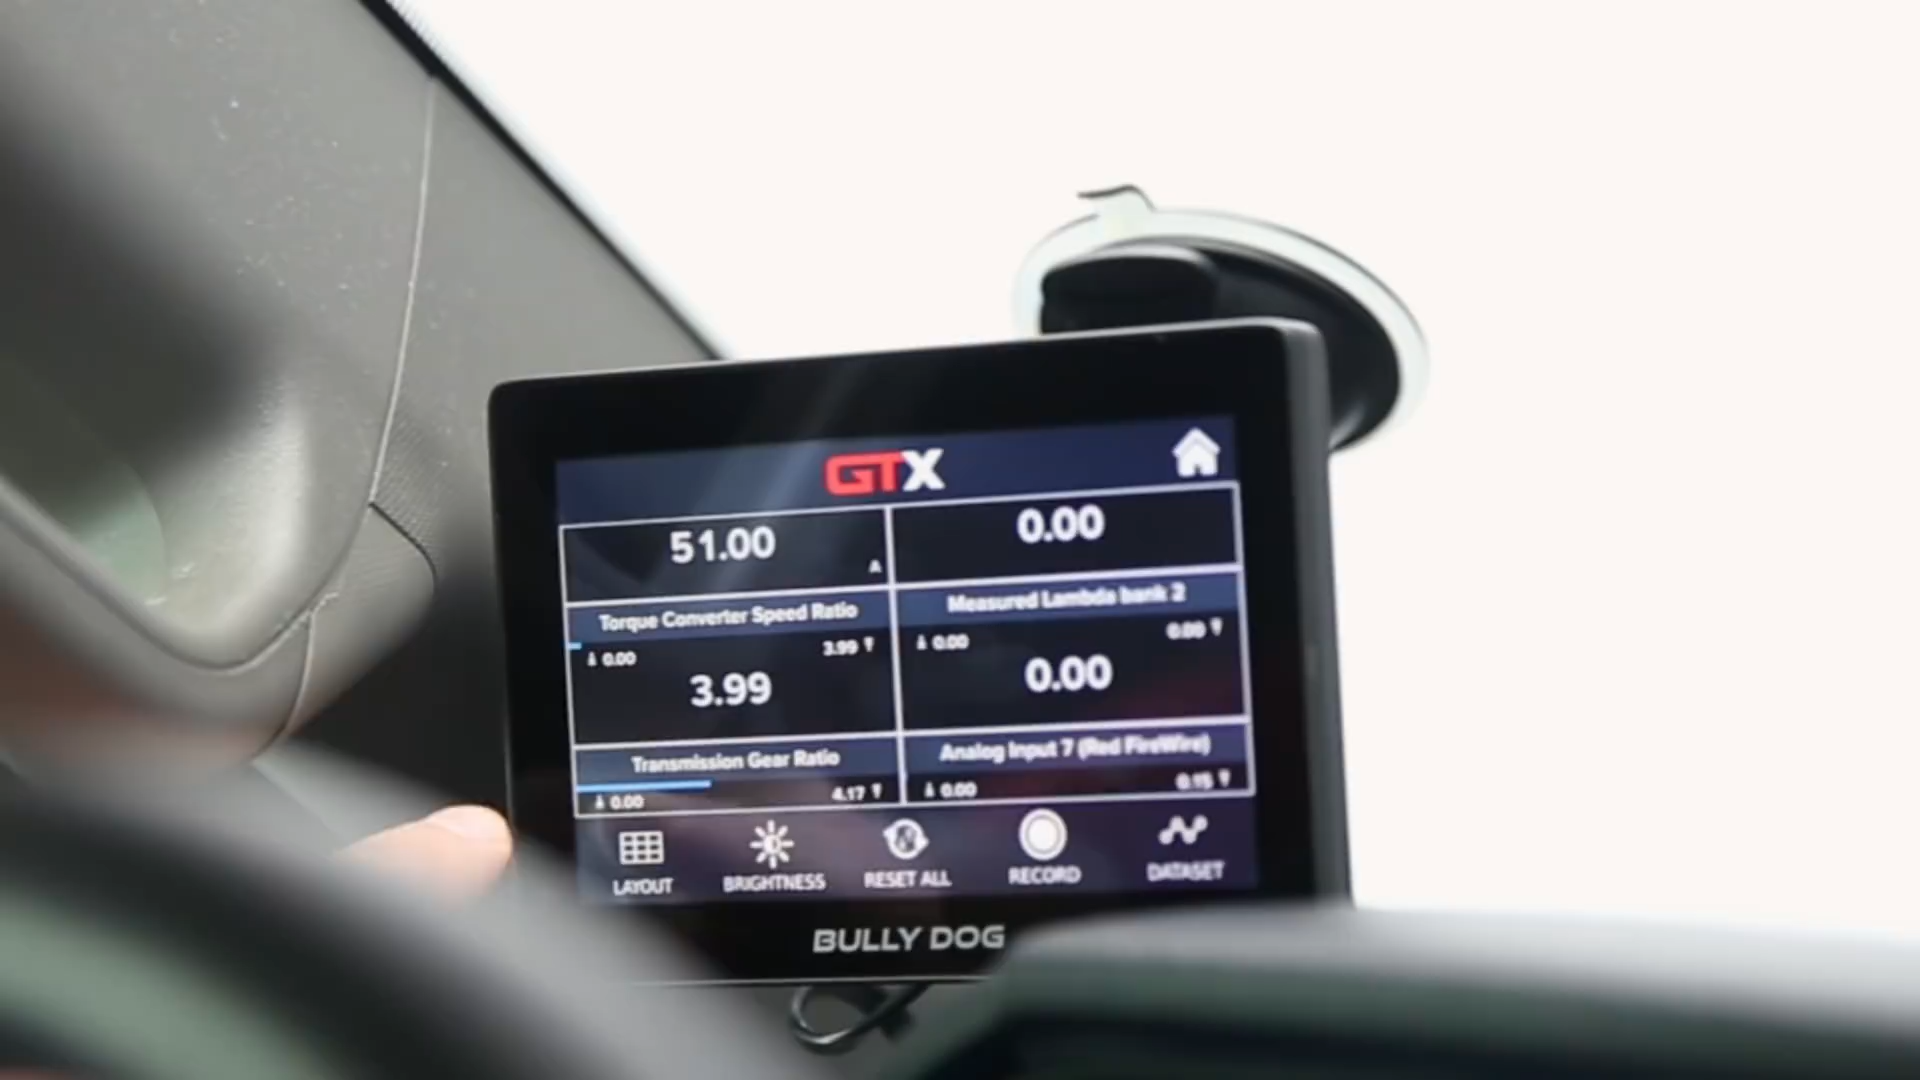 GTX
51.00
A
0.00
Torque Converter Speed Ratio
0.00 3.99
3.99
Measured Lambda bank 2
0.00 0.00
0.00
Transmission Gear Ratio
0.00 4.17
Analog Input 7 (Red FireWire)
0.00 0.15
LAYOUT
BRIGHTNESS
RESET ALL
RECORD
DATASET
BULLY DOG